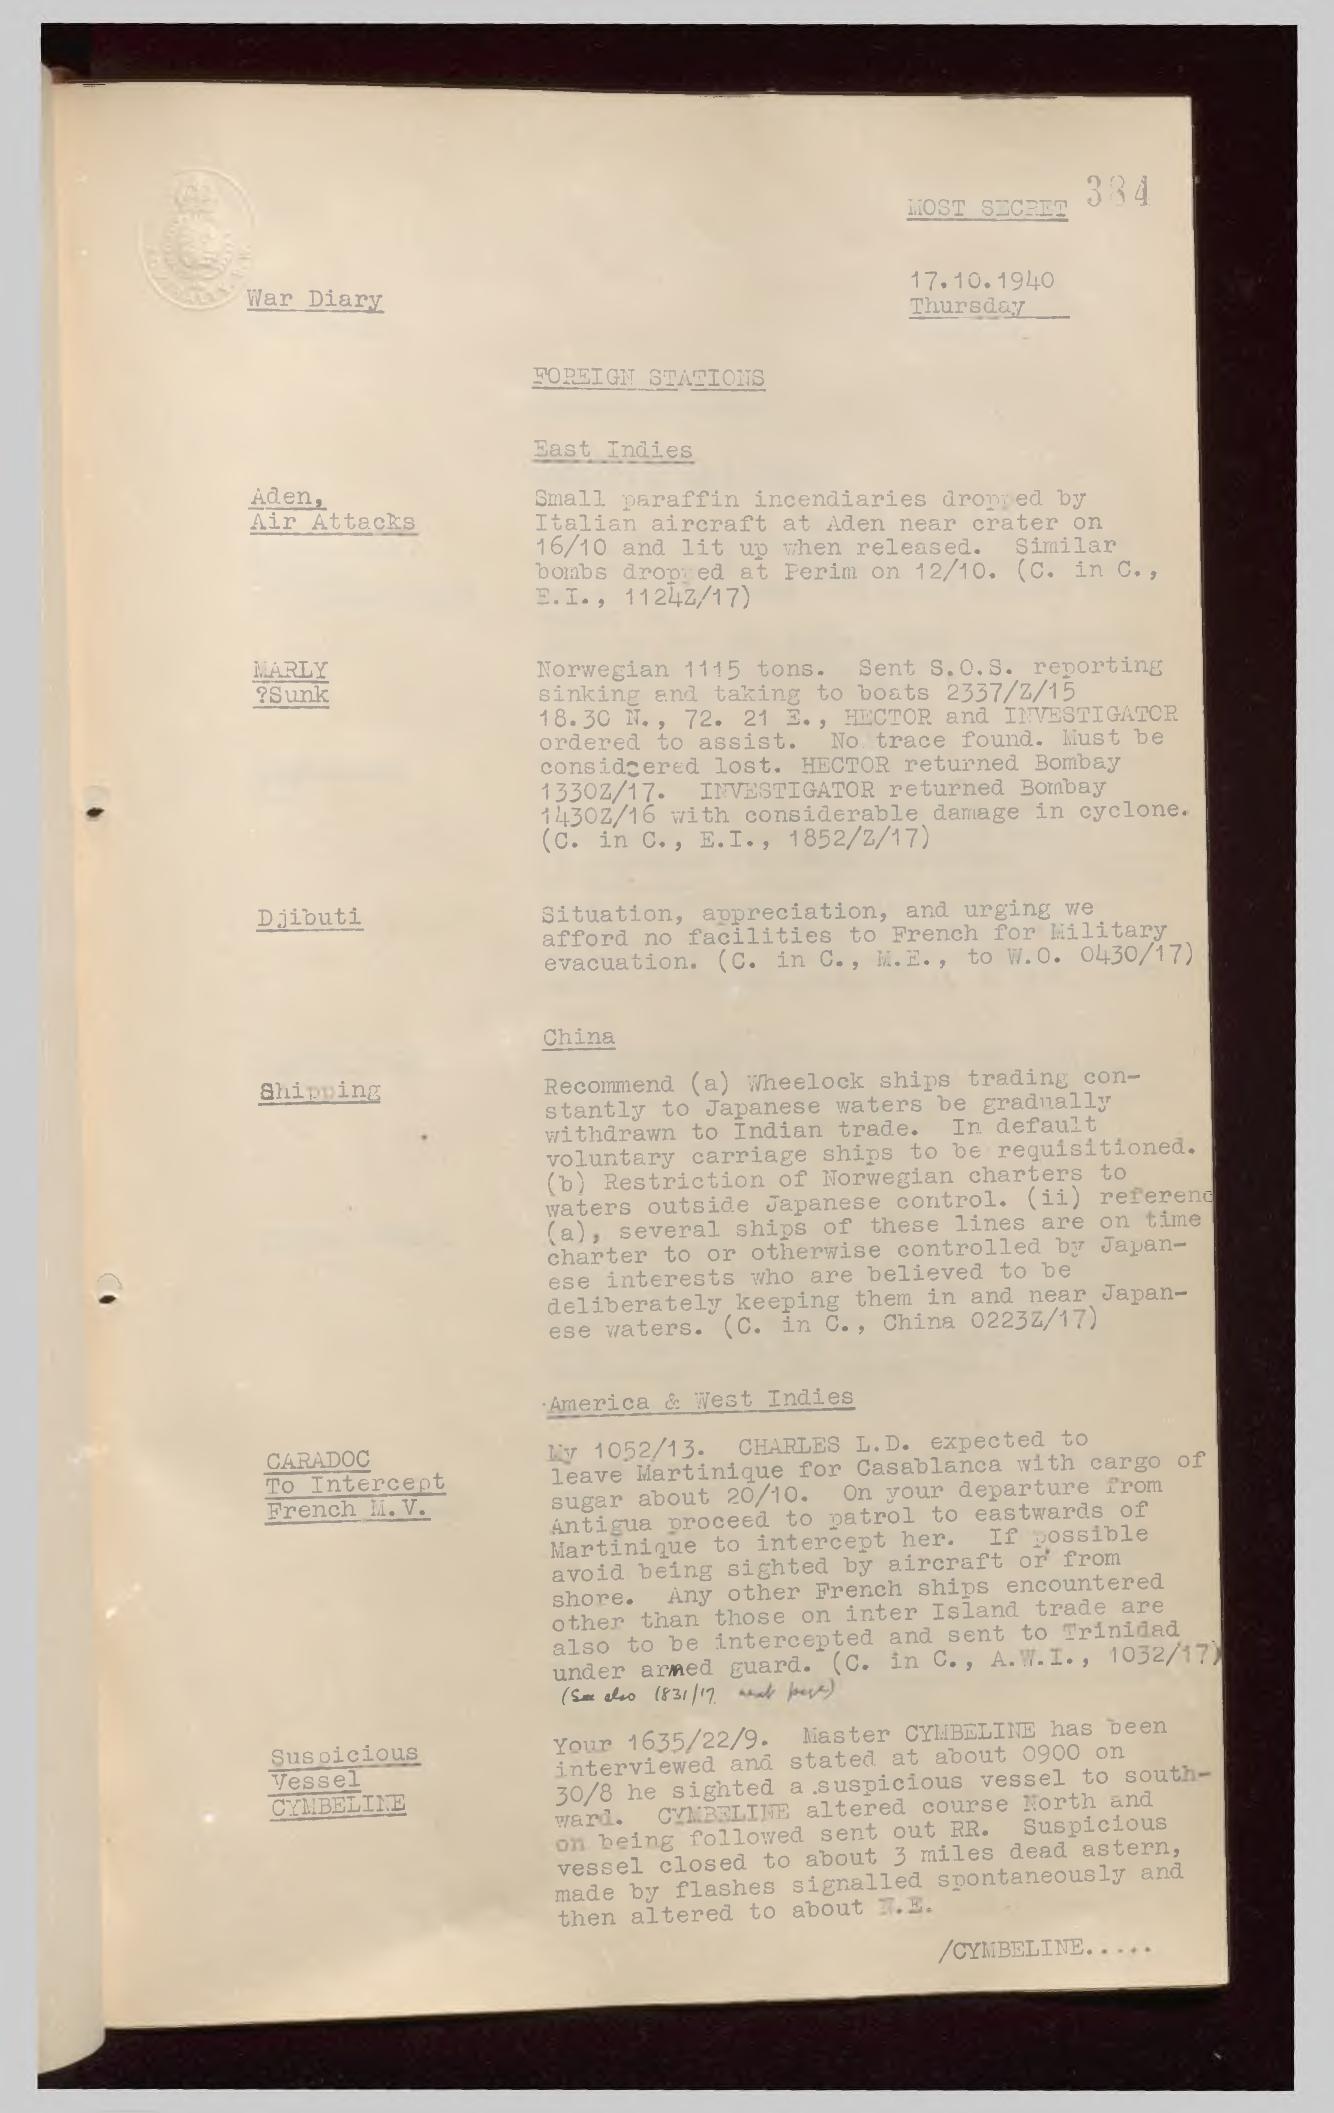 MOST SECRET 384
17.10.1940
War Diary
Thursday
FOREIGN STATIONS
East Indies
Aden,
Air Attacks
Small paraffin incendiaries dropped by
Italian aircraft at Aden near crater on
16/10 and lit up when released. Similar
bombs dropped at Perim on 12/10. (C. in C.,
E.I., 1124Z/17)
MARLY
?Sunk
Norwegian 1115 tons. Sent S.O.S. reporting
sinking and taking to boats 2337/Z/15
18.30 N., 72. 21 E., HECTOR and INVESTIGATOR
ordered to assist. No trace found. Must be
considcered lost. HECTOR returned Bombay
1330Z/17. INVESTIGATOR returned Bombay
1430Z/16 with considerable damage in cyclone.
(C. in C., E.I., 1852/Z/17)
Djibuti
Situation, appreciation, and urging we
afford no facilities to French for Military
evacuation. (C. in C., M.E., to W.O. 0430/17)
China
Shipping
Recommend (a) Wheelock ships trading con-
stantly to Japanese waters be gradually
withdrawn to Indian trade. In default
voluntary carriage ships to be requisitioned.
(b) Restriction of Norwegian charters to
waters outside Japanese control. (ii) referenc
(a), several ships of these lines are on time
charter to or otherwise controlled by Japan-
ese interests who are believed to be
deliberately keeping them in and near Japan-
ese waters. (C. in C., China 0223Z/17)
America & West Indies
CARADOC
To Intercept
French M.V.
My 1052/13. CHARLES L.D. expected to
leave Martinique for Casablanca with cargo of
sugar about 20/10. On your departure from
Antigua proceed to patrol to eastwards of
Martinique to intercept her. If possible
avoid being sighted by aircraft or from
shore. Any other French ships encountered
other than those on inter Island trade are
also to be intercepted and sent to Trinidad
under armed guard. (C. in C., A.W.I., 1032/17)
(See also 1831/17 next page)
Suspicious
Vessel
CYMBELINE
Your 1635/22/9. Master CYMBELINE has been
interviewed and stated at about 0900 on
30/8 he sighted a suspicious vessel to south-
ward. CYMBELINE altered course North and
on being followed sent out RR. Suspicious
vessel closed to about 3 miles dead astern,
made by flashes signalled spontaneously and
then altered to about N.E.
/CYMBELINE.....